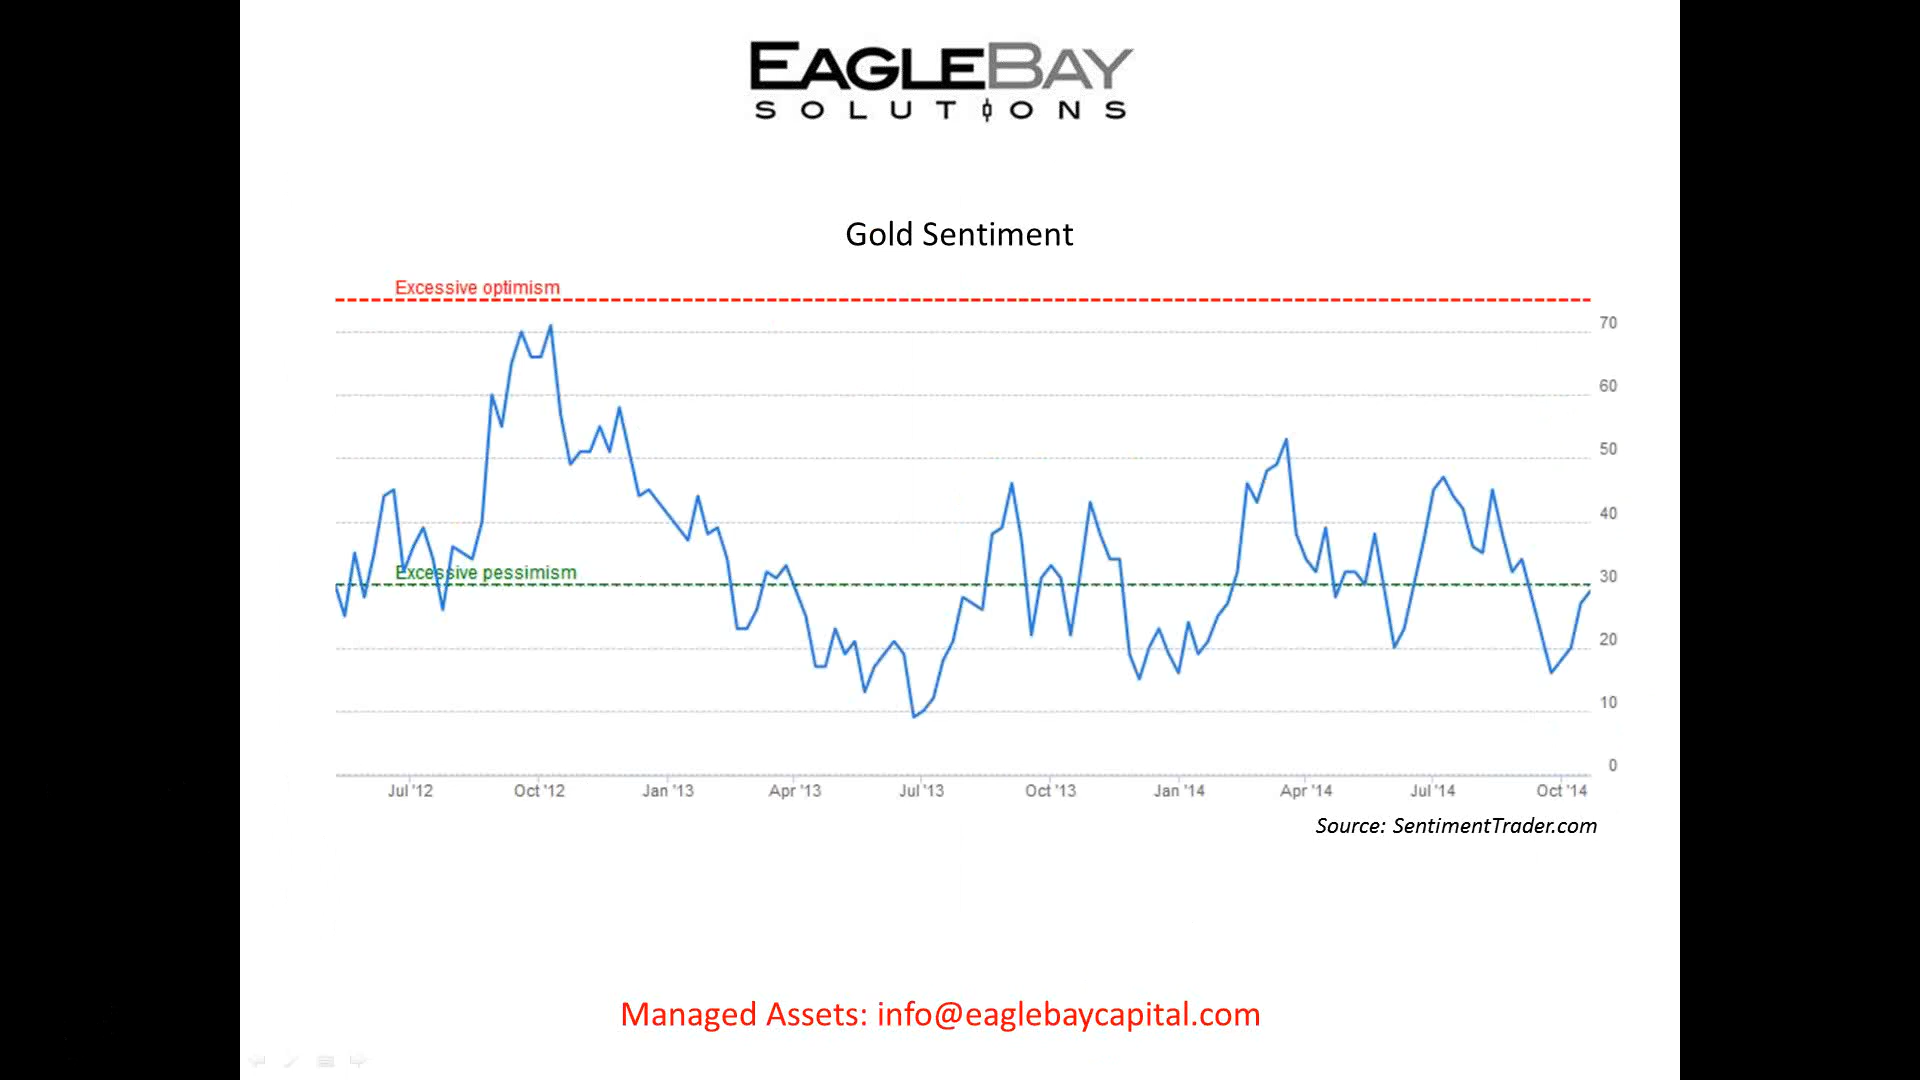 EAGLEBAY
SOLUTIONS
Gold Sentiment
Excessive optimism
70
60
50
40
Excessive pessimism
30
20
10
0
Jul '12 Oct '12 Jan '13 Apr '13 Jul '13 Oct '13 Jan '14 Apr '14 Jul '14 Oct '14
Source: SentimentTrader.com
Managed Assets: info@eaglebaycapital.com